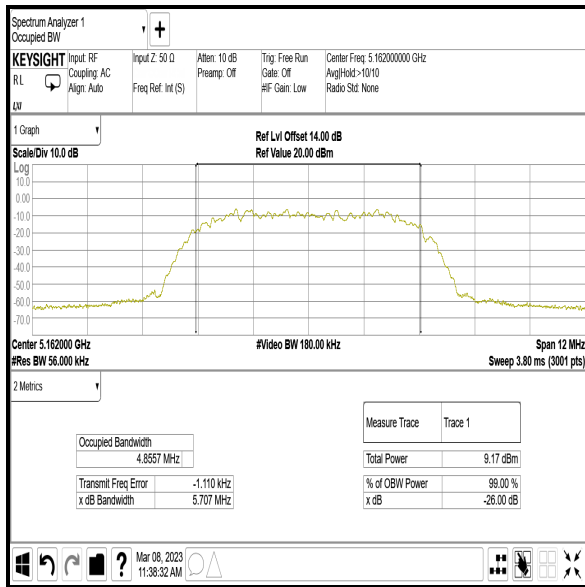 Spectrum Analyzer 1
Occupied BW
+
KEYSIGHT Input: RF Input Z: 50 Ω Atten: 10 dB Trig: Free Run Center Freq: 5.162000000 GHz
RL Coupling: AC Preamp: Off Gate: Off Avg|Hold:>10/10
Align: Auto Freq Ref: Int (S) #IF Gain: Low Radio Std: None
LXI
1 Graph
Ref Lvl Offset 14.00 dB
Scale/Div 10.0 dB Ref Value 20.00 dBm
Log
10.0
0.00
-10.0
-20.0
-30.0
-40.0
-50.0
-60.0
-70.0
Center 5.162000 GHz #Video BW 180.00 kHz Span 12 MHz
#Res BW 56.000 kHz Sweep 3.80 ms (3001 pts)
2 Metrics
Measure Trace Trace 1
Occupied Bandwidth
4.8557 MHz
Total Power 9.17 dBm
Transmit Freq Error -1.110 kHz % of OBW Power 99.00 %
x dB Bandwidth 5.707 MHz x dB -26.00 dB
? Mar 08, 2023
11:38:32 AM